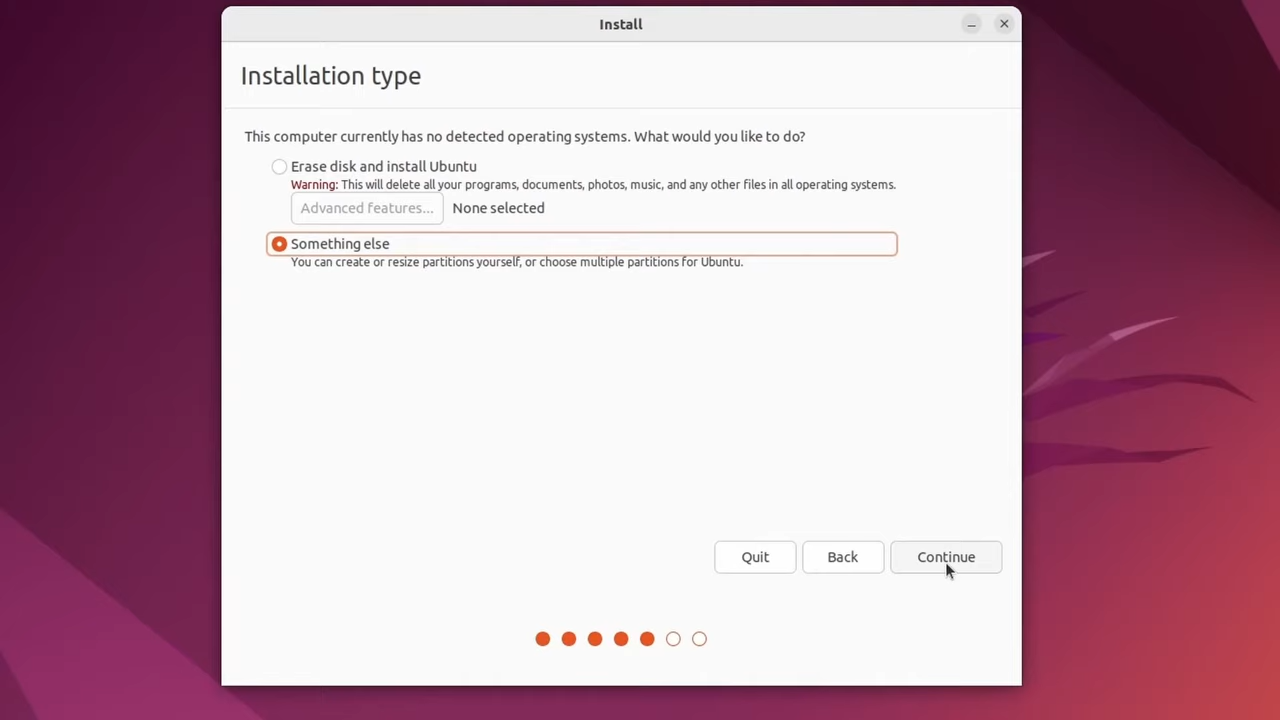 Install
Installation type
This computer currently has no detected operating systems. What would you like to do?
Erase disk and install Ubuntu
Warning: This will delete all your programs, documents, photos, music, and any other files in all operating systems.
Advanced features... None selected
Something else
You can create or resize partitions yourself, or choose multiple partitions for Ubuntu.
Quit Back Continue